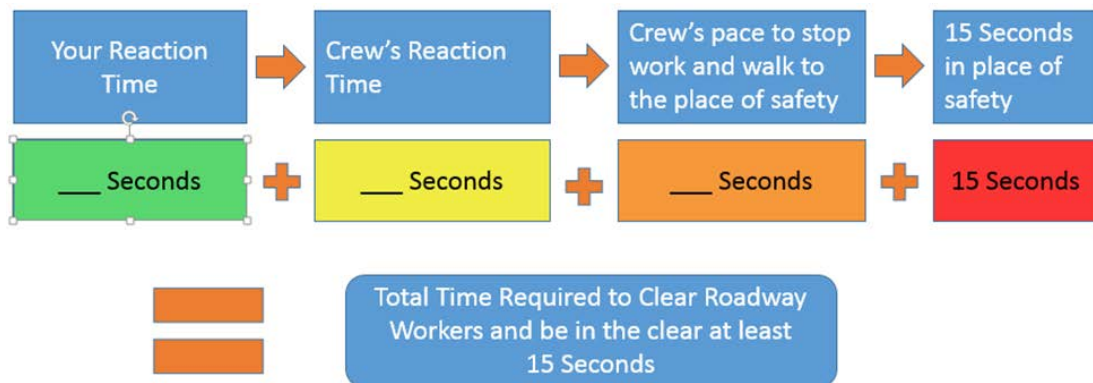 Your Reaction
Time
Crew's Reaction
Time
Crew's pace to stop
work and walk to
the place of safety
15 Seconds
in place of
safety
___ Seconds
___ Seconds
___ Seconds
15 Seconds
Total Time Required to Clear Roadway
Workers and be in the clear at least
15 Seconds